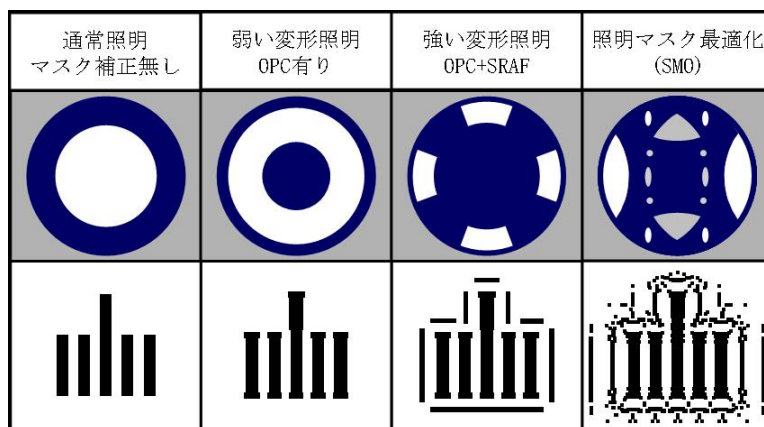 通常照明
マスク補正無し
弱い変形照明
OPC有り
強い変形照明
OPC+SRAF
照明マスク最適化
(SMO)